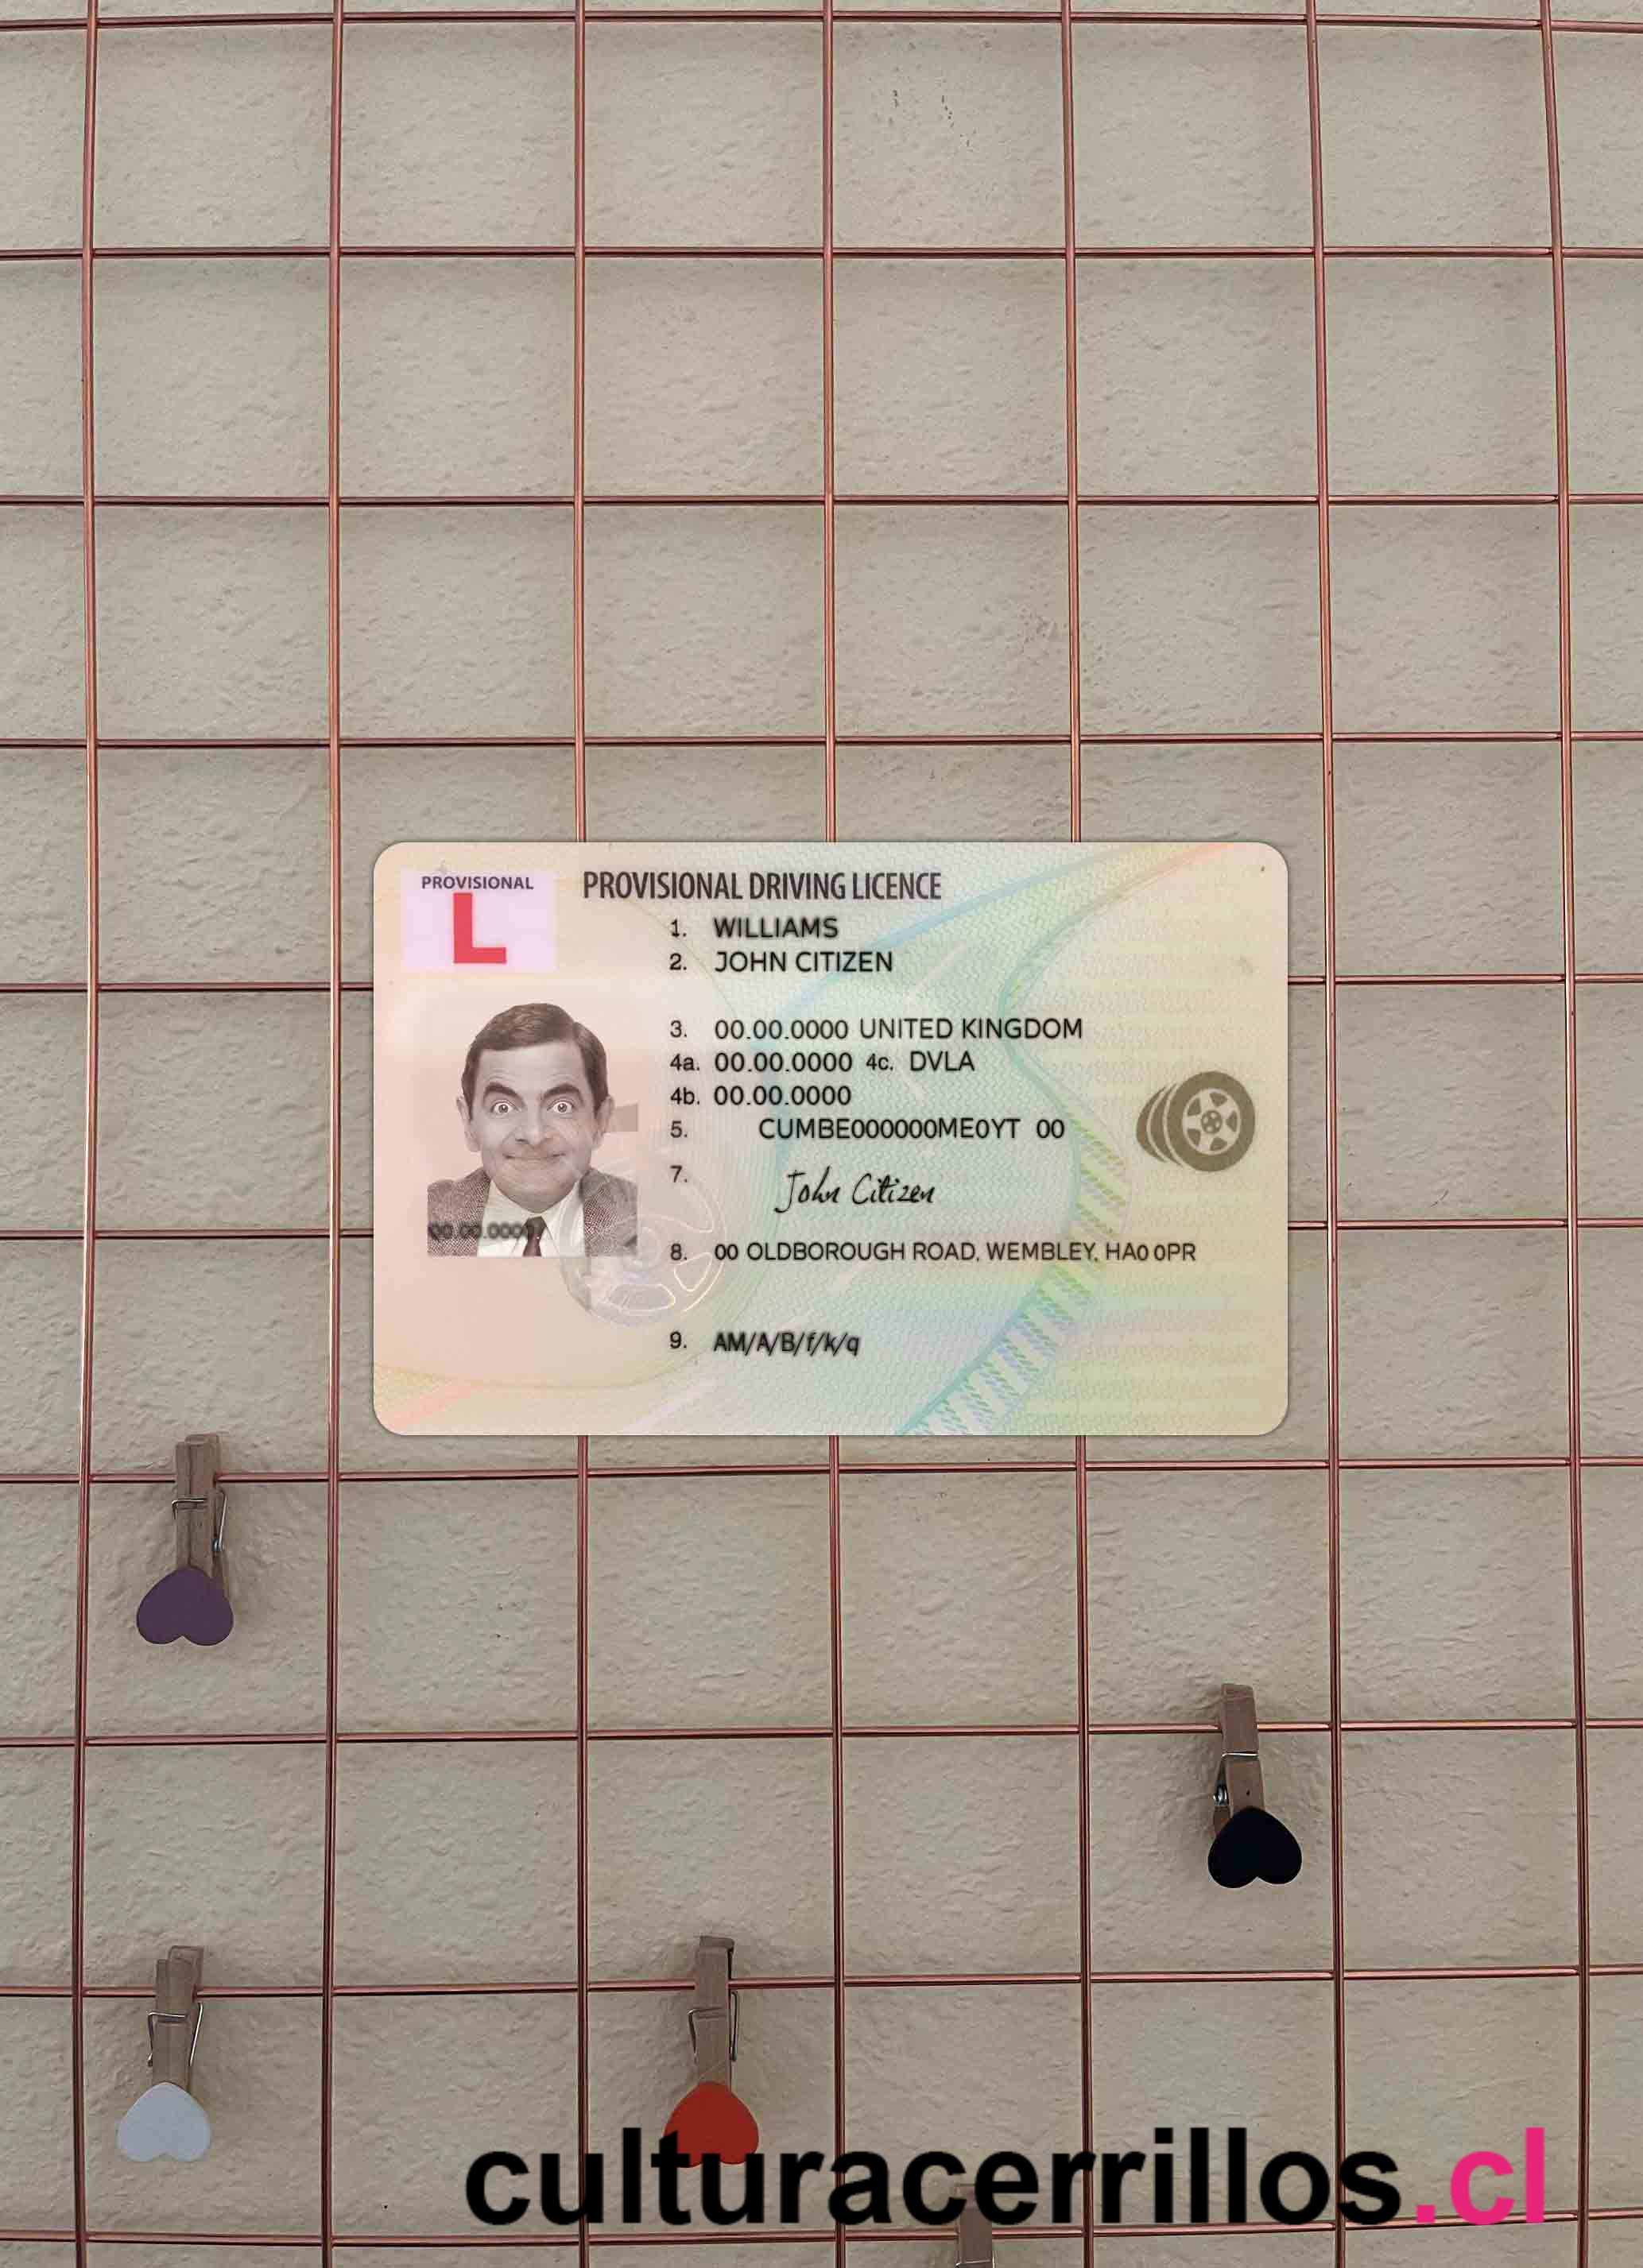 PROVISIONAL
L
PROVISIONAL DRIVING LICENCE
1. WILLIAMS
2. JOHN CITIZEN
3. 00.00.0000 UNITED KINGDOM
4a. 00.00.0000 4c. DVLA
4b. 00.00.0000
5. CUMBE000000ME0YT 00
7. John Citizen
00.00.0000
8. 00 OLDBOROUGH ROAD, WEMBLEY, HA0 0PR
9. AM/A/B/f/k/q
culturacerrillos.cl